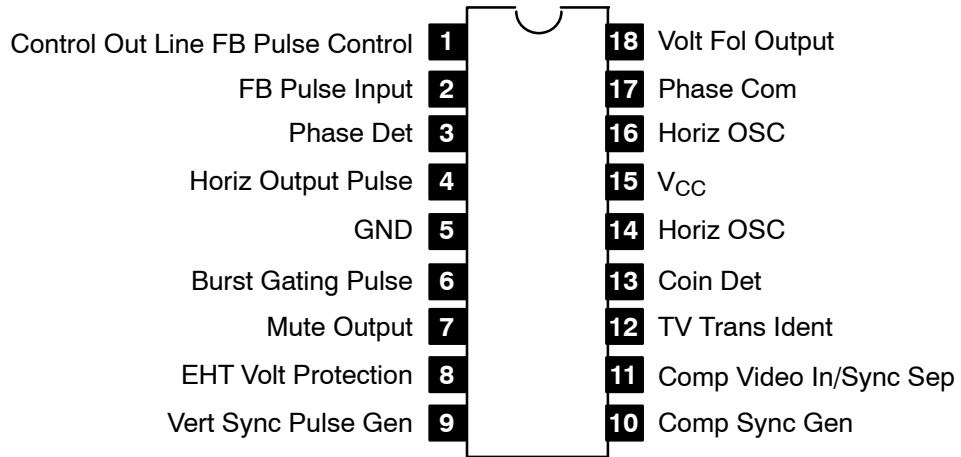 Control Out Line FB Pulse Control 1
18 Volt Fol Output
FB Pulse Input 2
17 Phase Com
Phase Det 3
16 Horiz OSC
Horiz Output Pulse 4
15 VCC
GND 5
14 Horiz OSC
Burst Gating Pulse 6
13 Coin Det
Mute Output 7
12 TV Trans Ident
EHT Volt Protection 8
11 Comp Video In/Sync Sep
Vert Sync Pulse Gen 9
10 Comp Sync Gen